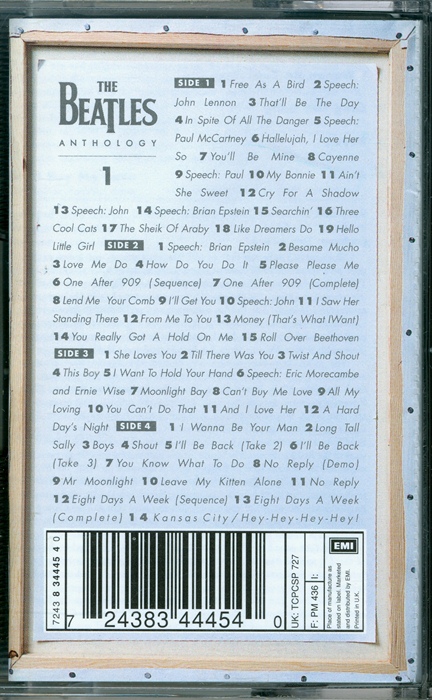 THE
BEATLES
ANTHOLOGY
1
SIDE 1 1 Free As A Bird 2 Speech:
John Lennon 3 That'll Be The Day
4 In Spite Of All The Danger 5 Speech:
Paul McCartney 6 Hallelujah, I Love Her
So 7 You'll Be Mine 8 Cayenne
9 Speech: Paul 10 My Bonnie 11 Ain't
She Sweet 12 Cry For A Shadow
13 Speech: John 14 Speech: Brian Epstein 15 Searchin' 16 Three
Cool Cats 17 The Sheik Of Araby 18 Like Dreamers Do 19 Hello
Little Girl SIDE 2 1 Speech: Brian Epstein 2 Besame Mucho
3 Love Me Do 4 How Do You Do It 5 Please Please Me
6 One After 909 (Sequence) 7 One After 909 (Complete)
8 Lend Me Your Comb 9 I'll Get You 10 Speech: John 11 I Saw Her
Standing There 12 From Me To You 13 Money (That's What IWant)
14 You Really Got A Hold On Me 15 Roll Over Beethoven
SIDE 3 1 She Loves You 2 Till There Was You 3 Twist And Shout
4 This Boy 5 I Want To Hold Your Hand 6 Speech: Eric Morecambe
and Ernie Wise 7 Moonlight Bay 8 Can't Buy Me Love 9 All My
Loving 10 You Can't Do That 11 And I Love Her 12 A Hard
Day's Night SIDE 4 1 I Wanna Be Your Man 2 Long Tall
Sally 3 Boys 4 Shout 5 I'll Be Back (Take 2) 6 I'll Be Back
(Take 3) 7 You Know What To Do 8 No Reply (Demo)
9 Mr Moonlight 10 Leave My Kitten Alone 11 No Reply
12 Eight Days A Week (Sequence) 13 Eight Days A Week
(Complete) 14 Kansas City/Hey-Hey-Hey-Hey!
7243 8 34445 4 0
7 24383 44454 0
UK: TCPCSP 727
F: PM 436 I:
EMI
Place of manufacture as
stated on label. Marketed
and distributed by EMI.
Printed in U.K.